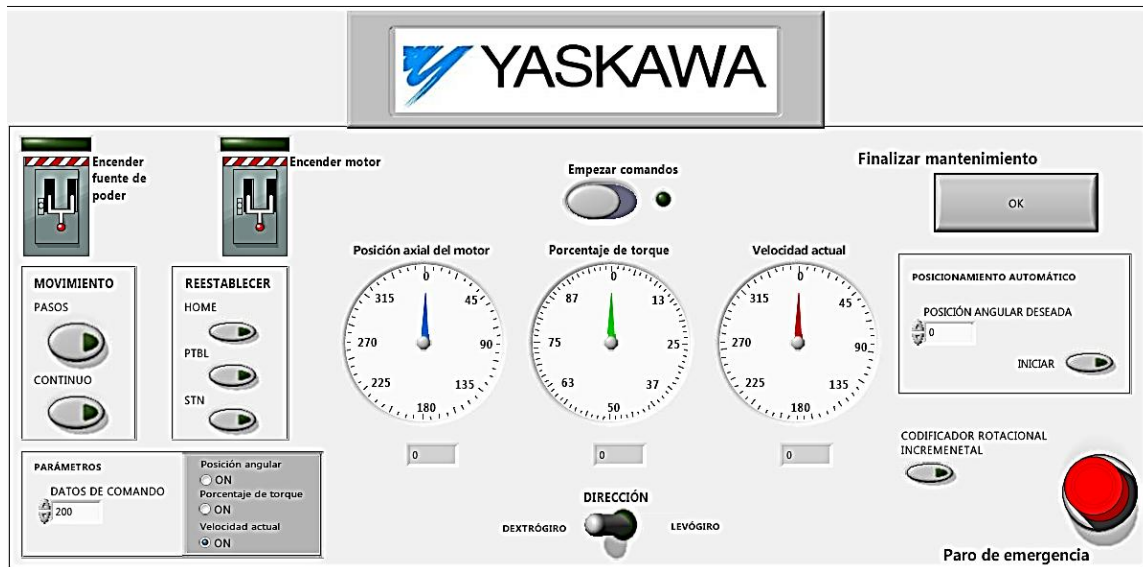 YASKAWA
Encender
fuente de
poder
Encender motor
Empezar comandos
Finalizar mantenimiento
OK
MOVIMIENTO
PASOS
CONTINUO
REESTABLECER
HOME
PTBL
STN
Posición axial del motor
0
45
90
135
180
225
270
315
0
Porcentaje de torque
0
13
25
37
50
63
75
87
0
Velocidad actual
0
45
90
135
180
225
270
315
0
POSICIONAMIENTO AUTOMÁTICO
POSICIÓN ANGULAR DESEADA
0
INICIAR
PARÁMETROS
DATOS DE COMANDO
200
Posición angular
ON
Porcentaje de torque
ON
Velocidad actual
ON
DIRECCIÓN
DEXTRÓGIRO
LEVÓGIRO
CODIFICADOR ROTACIONAL
INCREMENETAL
Paro de emergencia